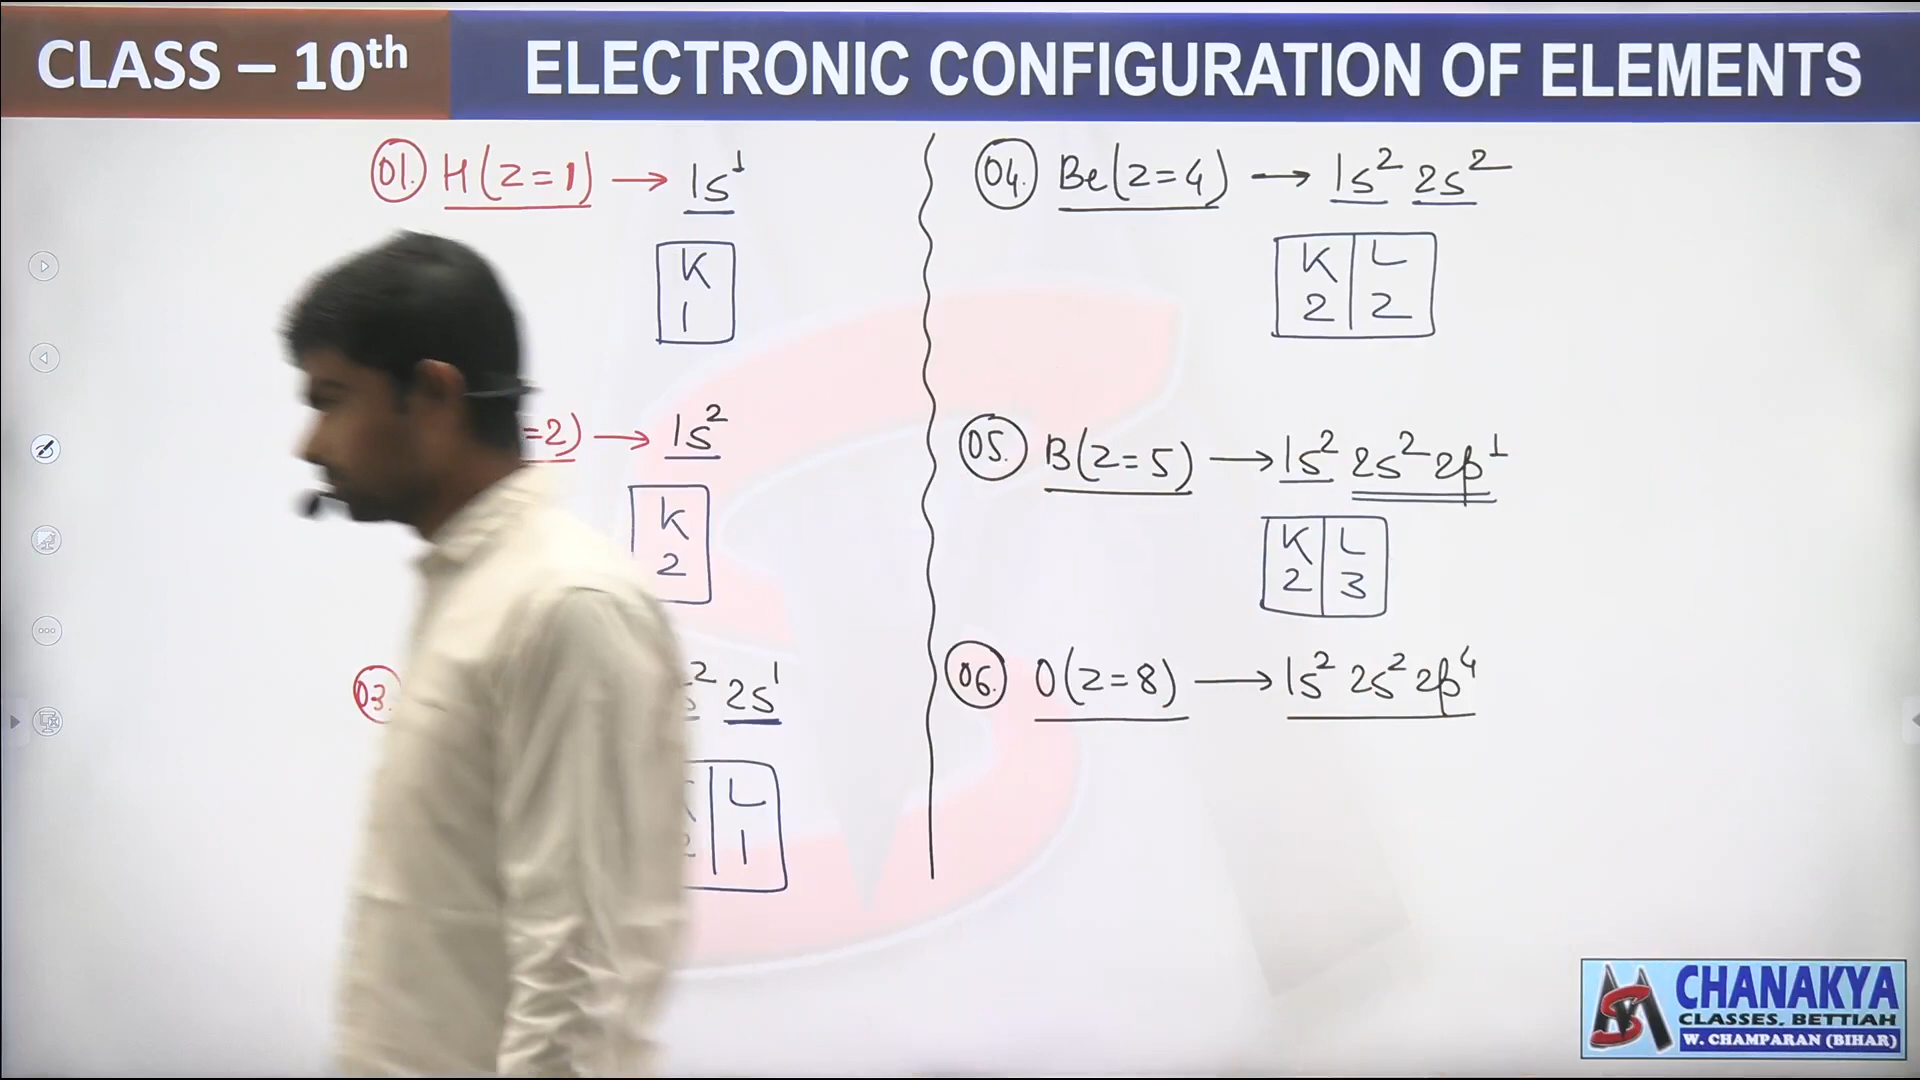 CLASS – 10th
ELECTRONIC CONFIGURATION OF ELEMENTS
01. H(z=1) → 1s¹
K
1
=2) → 1s²
K
2
03. ² 2s¹
L
1
04. Be(z=4) → 1s² 2s²
K L
2 2
05. B(z=5) → 1s² 2s² 2p¹
K L
2 3
06. O(z=8) → 1s² 2s² 2p⁴
CHANAKYA
CLASSES, BETTIAH
W. CHAMPARAN (BIHAR)